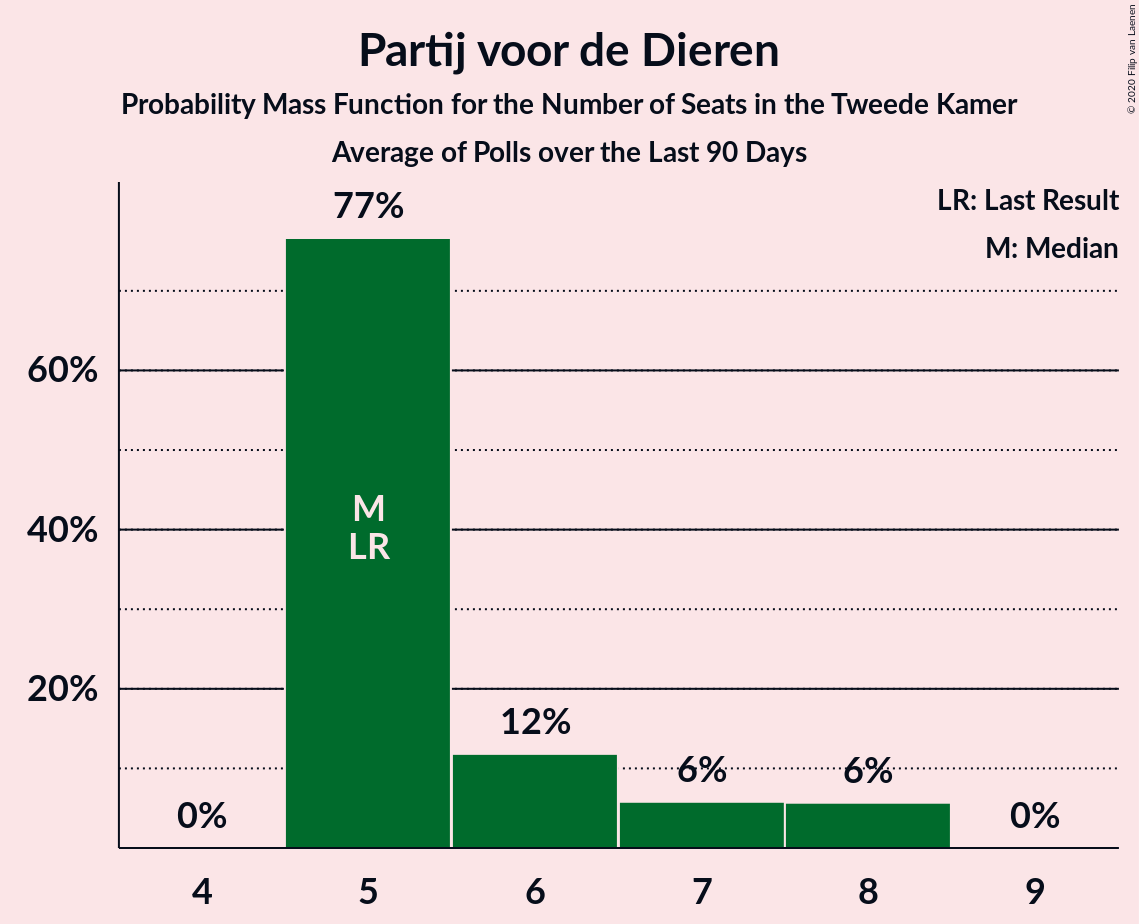 Partij voor de Dieren
Probability Mass Function for the Number of Seats in the Tweede Kamer
Average of Polls over the Last 90 Days
© 2020 Filip van Laenen
LR: Last Result
M: Median
77%
60%
M
40%
LR
20%
12%
6%
6%
0%
0%
4 5 6 7 8 9